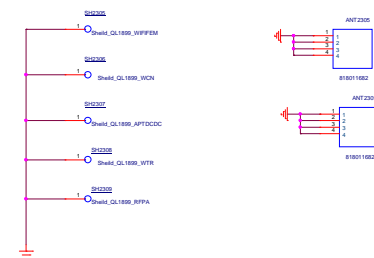 SH2305
1
Sheild_QL1899_WIFIFEM
SH2306
1
Sheild_QL1899_WCN
SH2307
1
Sheild_QL1899_APTDCDC
SH2308
1
Sheild_QL1899_WTR
SH2309
1
Sheild_QL1899_RFPA
ANT2305
1 1
2 2
3 3
4 4
818011682
ANT230
1 1
2 2
3 3
4 4
818011682